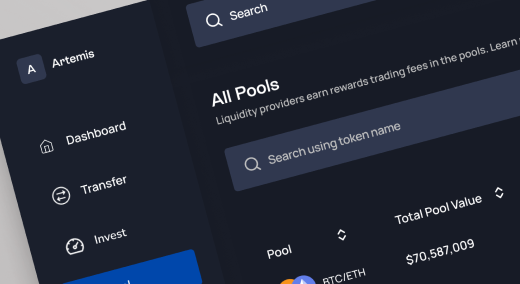 Search
A
Artemis
All Pools
Liquidity providers earn rewards trading fees in the pools. Learn
Search using token name
Dashboard
Transfer
Invest
Pool
Total Pool Value
BTC/ETH
$70,587,009